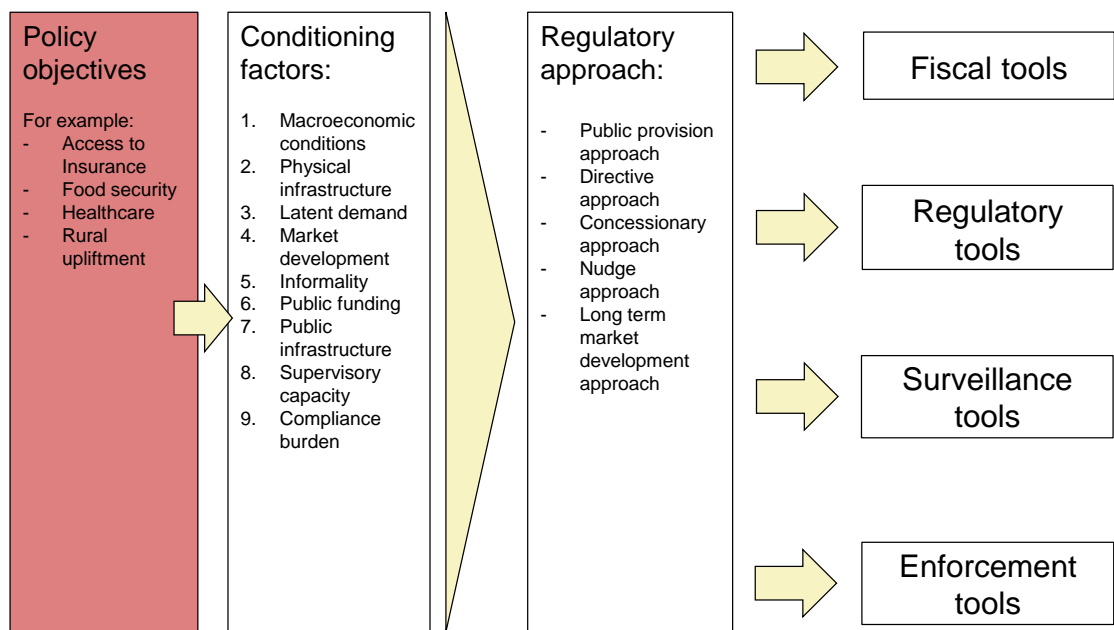 Policy
objectives
For example:
- Access to
Insurance
- Food security
- Healthcare
- Rural
upliftment
Conditioning
factors:
1. Macroeconomic
conditions
2. Physical
infrastructure
3. Latent demand
4. Market
development
5. Informality
6. Public funding
7. Public
infrastructure
8. Supervisory
capacity
9. Compliance
burden
Regulatory
approach:
- Public provision
approach
- Directive
approach
- Concessionary
approach
- Nudge
approach
- Long term
market
development
approach
Fiscal tools
Regulatory
tools
Surveillance
tools
Enforcement
tools